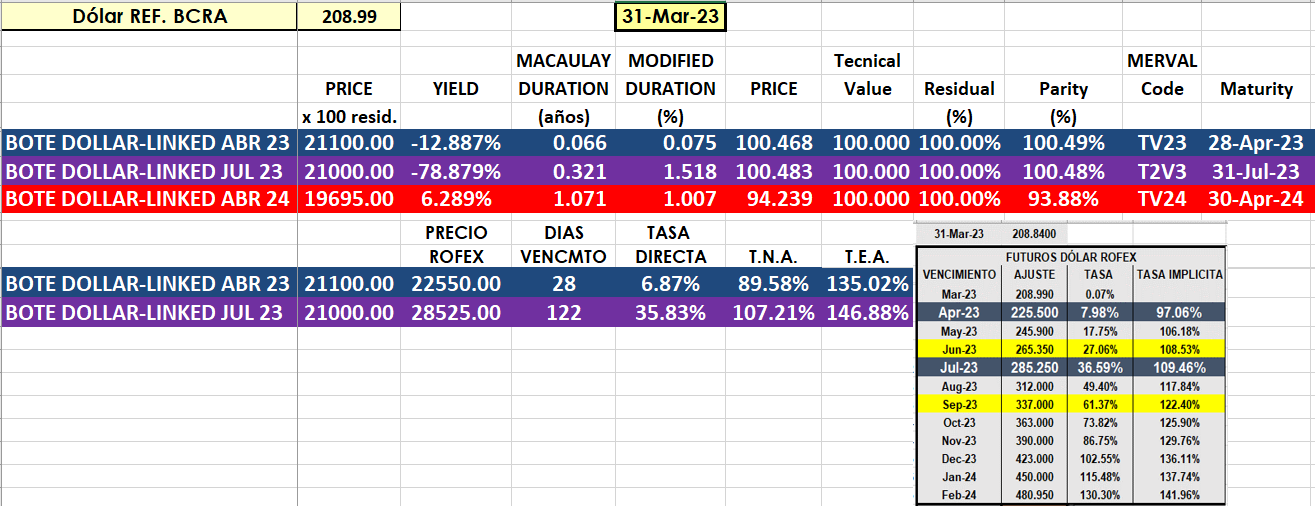 Dólar REF. BCRA 208.99 31-Mar-23
MACAULAY MODIFIED Tecnical MERVAL
PRICE YIELD DURATION DURATION PRICE Value Residual Parity Code Maturity
x 100 resid. (años) (%) (%) (%)
BOTE DOLLAR-LINKED ABR 23 21100.00 -12.887% 0.066 0.075 100.468 100.000 100.00% 100.49% TV23 28-Apr-23
BOTE DOLLAR-LINKED JUL 23 21000.00 -78.879% 0.321 1.518 100.483 100.000 100.00% 100.48% T2V3 31-Jul-23
BOTE DOLLAR-LINKED ABR 24 19695.00 6.289% 1.071 1.007 94.239 100.000 100.00% 93.88% TV24 30-Apr-24
PRECIO DIAS TASA
ROFEX VENCMTO DIRECTA T.N.A. T.E.A.
BOTE DOLLAR-LINKED ABR 23 21100.00 22550.00 28 6.87% 89.58% 135.02%
BOTE DOLLAR-LINKED JUL 23 21000.00 28525.00 122 35.83% 107.21% 146.88%
31-Mar-23 208.8400
FUTUROS DÓLAR ROFEX
VENCIMIENTO AJUSTE TASA TASA IMPLICITA
Mar-23 208.990 0.07%
Apr-23 225.500 7.98% 97.06%
May-23 245.900 17.75% 106.18%
Jun-23 265.350 27.06% 108.53%
Jul-23 285.250 36.59% 109.46%
Aug-23 312.000 49.40% 117.84%
Sep-23 337.000 61.37% 122.40%
Oct-23 363.000 73.82% 125.90%
Nov-23 390.000 86.75% 129.76%
Dec-23 423.000 102.55% 136.11%
Jan-24 450.000 115.48% 137.74%
Feb-24 480.950 130.30% 141.96%